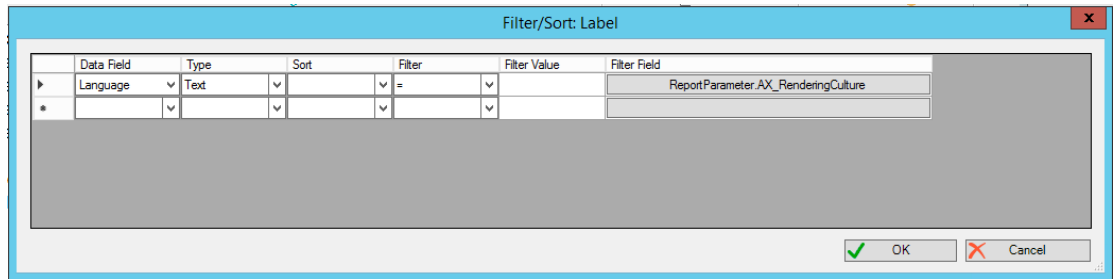 Filter/Sort: Label
x
Data Field Type Sort Filter Filter Value Filter Field
Language Text = ReportParameter.AX_RenderingCulture
*
OK Cancel